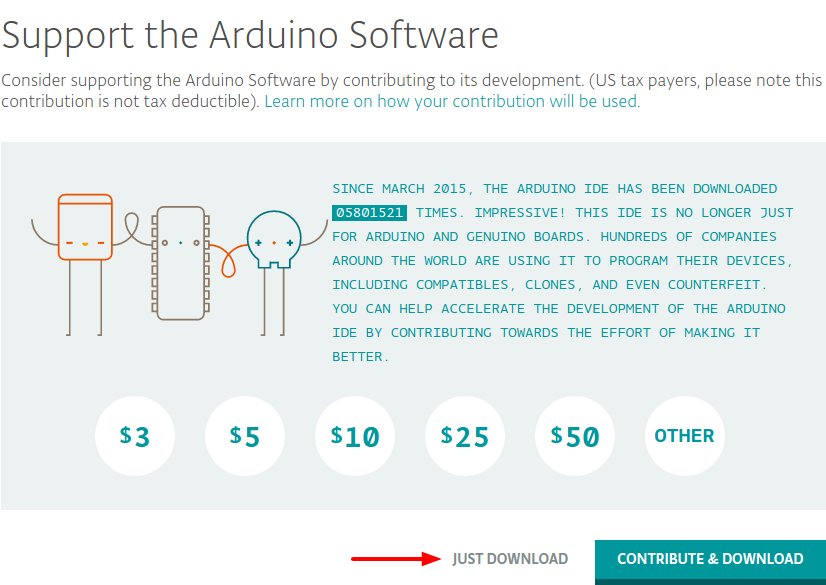 Support the Arduino Software
Consider supporting the Arduino Software by contributing to its development. (US tax payers, please note this
contribution is not tax deductible). Learn more on how your contribution will be used.
SINCE MARCH 2015, THE ARDUINO IDE HAS BEEN DOWNLOADED
05801521 TIMES. IMPRESSIVE! THIS IDE IS NO LONGER JUST
FOR ARDUINO AND GENUINO BOARDS. HUNDREDS OF COMPANIES
AROUND THE WORLD ARE USING IT TO PROGRAM THEIR DEVICES,
INCLUDING COMPATIBLES, CLONES, AND EVEN COUNTERFEIT.
YOU CAN HELP ACCELERATE THE DEVELOPMENT OF THE ARDUINO
IDE BY CONTRIBUTING TOWARDS THE EFFORT OF MAKING IT
BETTER.
$3 $5 $10 $25 $50 OTHER
JUST DOWNLOAD CONTRIBUTE & DOWNLOAD